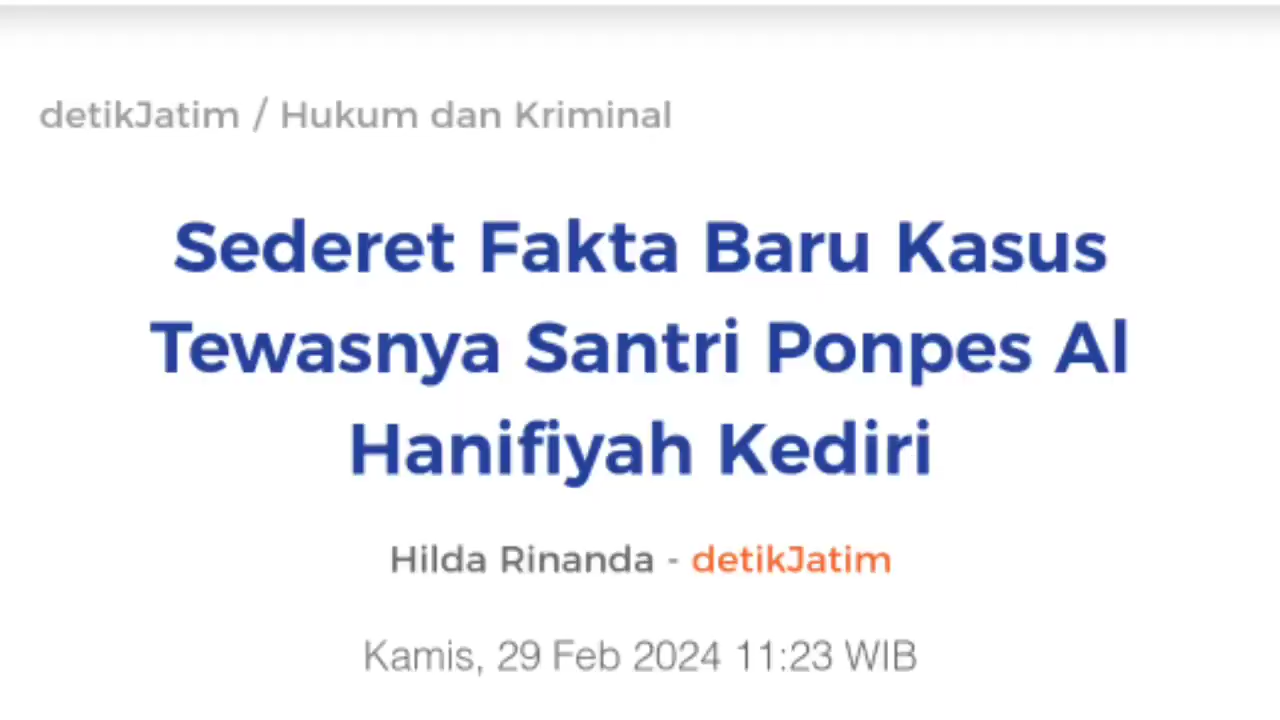 detikJatim / Hukum dan Kriminal
Sederet Fakta Baru Kasus
Tewasnya Santri Ponpes Al
Hanifiyah Kediri
Hilda Rinanda - detikJatim
Kamis, 29 Feb 2024 11:23 WIB